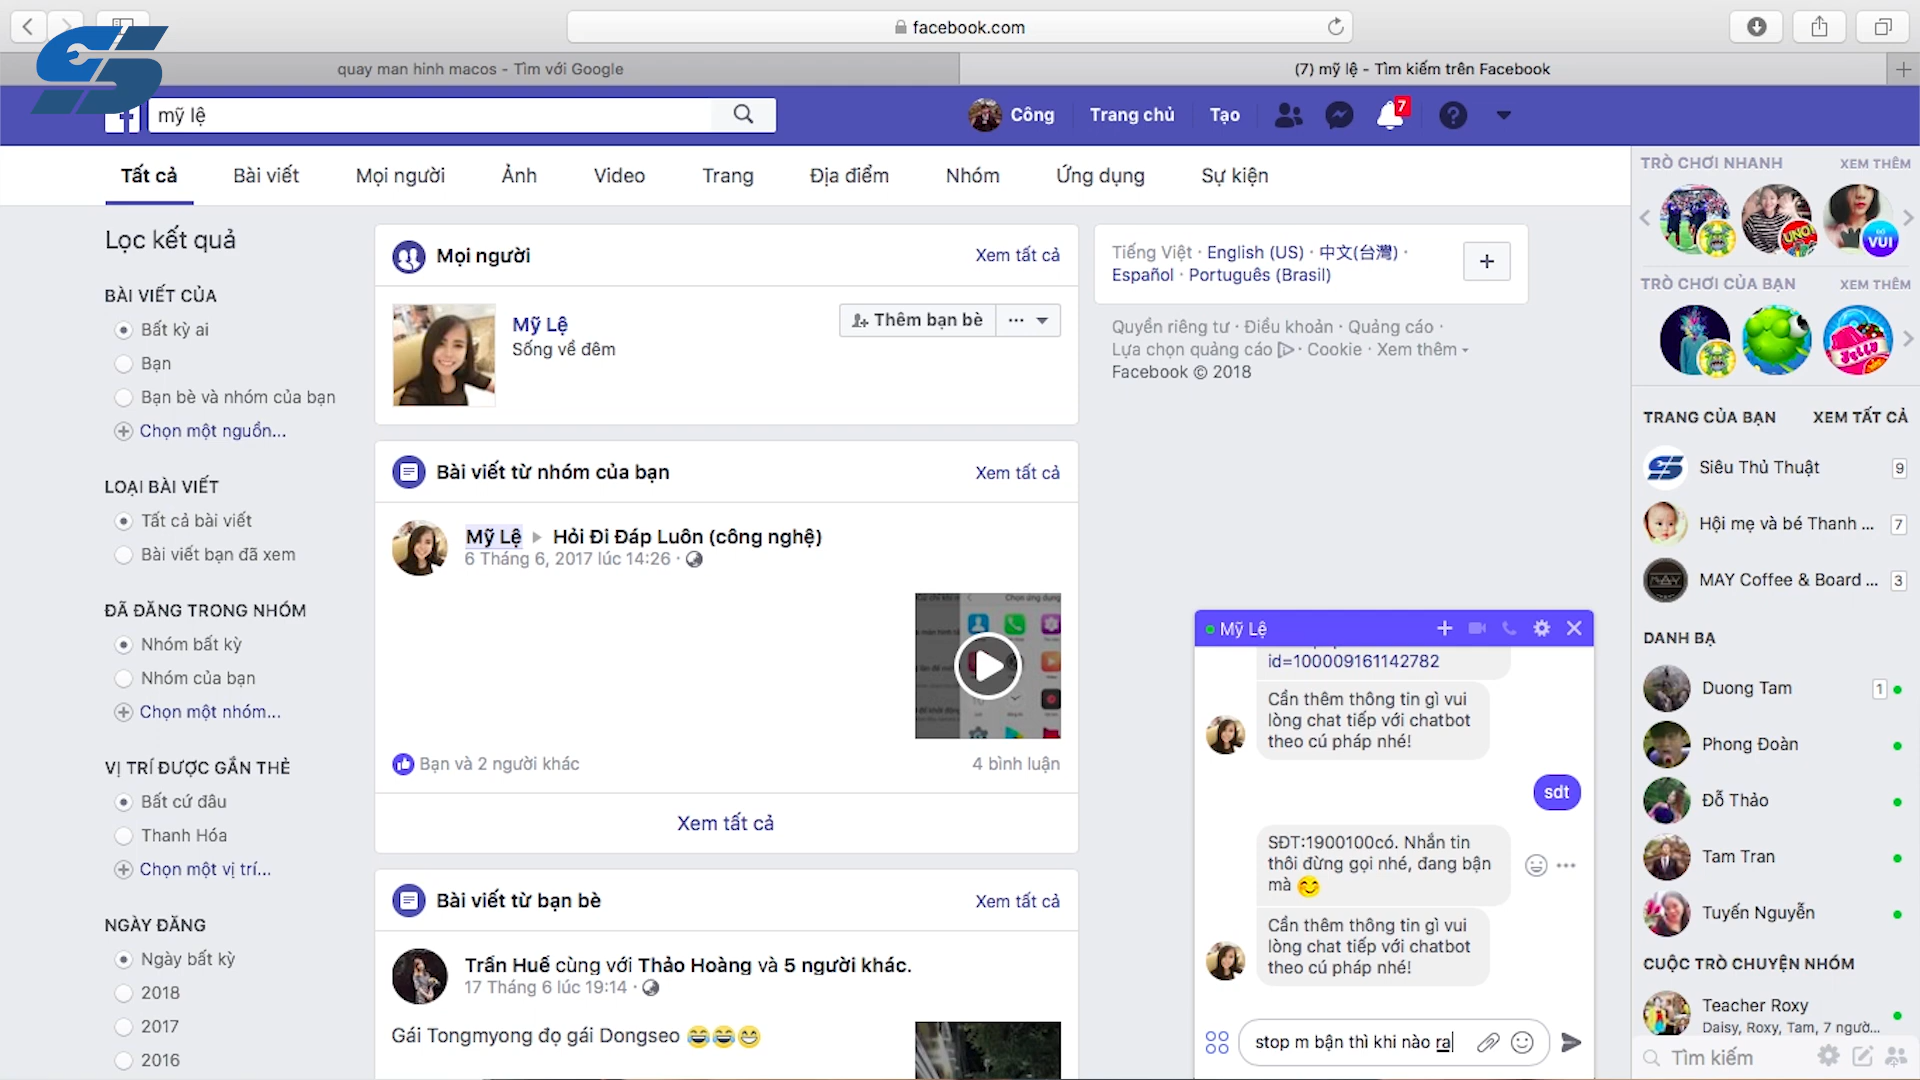 facebook.com
quay man hinh macos - Tìm với Google
(7) mỹ lệ - Tìm kiếm trên Facebook
mỹ lệ
Công
Trang chủ
Tạo
7
Tất cả
Bài viết
Mọi người
Ảnh
Video
Trang
Địa điểm
Nhóm
Ứng dụng
Sự kiện
Lọc kết quả
BÀI VIẾT CỦA
Bất kỳ ai
Bạn
Bạn bè và nhóm của bạn
Chọn một nguồn...
LOẠI BÀI VIẾT
Tất cả bài viết
Bài viết bạn đã xem
ĐÃ ĐĂNG TRONG NHÓM
Nhóm bất kỳ
Nhóm của bạn
Chọn một nhóm...
VỊ TRÍ ĐƯỢC GẮN THẺ
Bất cứ đâu
Thanh Hóa
Chọn một vị trí...
NGÀY ĐĂNG
Ngày bất kỳ
2018
2017
2016
Mọi người
Xem tất cả
Mỹ Lệ
Sống về đêm
Thêm bạn bè
Bài viết từ nhóm của bạn
Xem tất cả
Mỹ Lệ ▸ Hỏi Đi Đáp Luôn (công nghệ)
6 Tháng 6, 2017 lúc 14:26 ·
Bạn và 2 người khác
4 bình luận
Xem tất cả
Bài viết từ bạn bè
Xem tất cả
Trần Huế cùng với Thảo Hoàng và 5 người khác.
17 Tháng 6 lúc 19:14 ·
Gái Tongmyong đọ gái Dongseo 😂😂😁
Tiếng Việt · English (US) · 中文(台灣) ·
Español · Português (Brasil)
Quyền riêng tư · Điều khoản · Quảng cáo ·
Lựa chọn quảng cáo · Cookie · Xem thêm
Facebook © 2018
Mỹ Lệ
id=100009161142782
Cần thêm thông tin gì vui
lòng chat tiếp với chatbot
theo cú pháp nhé!
sdt
SĐT:1900100có. Nhắn tin
thôi đừng gọi nhé, đang bận
mà 😊
Cần thêm thông tin gì vui
lòng chat tiếp với chatbot
theo cú pháp nhé!
stop m bận thì khi nào ra
TRÒ CHƠI NHANH
XEM THÊM
UNO!
VUI
TRÒ CHƠI CỦA BẠN
XEM THÊM
JELLY
TRANG CỦA BẠN
XEM TẤT CẢ
Siêu Thủ Thuật
9
Hội mẹ và bé Thanh ...
7
MAY Coffee & Board ...
3
DANH BẠ
Duong Tam
1
Phong Đoàn
Đỗ Thảo
Tam Tran
Tuyến Nguyễn
CUỘC TRÒ CHUYỆN NHÓM
Teacher Roxy
Daisy, Roxy, Tam, 7 ngườ...
Tìm kiếm